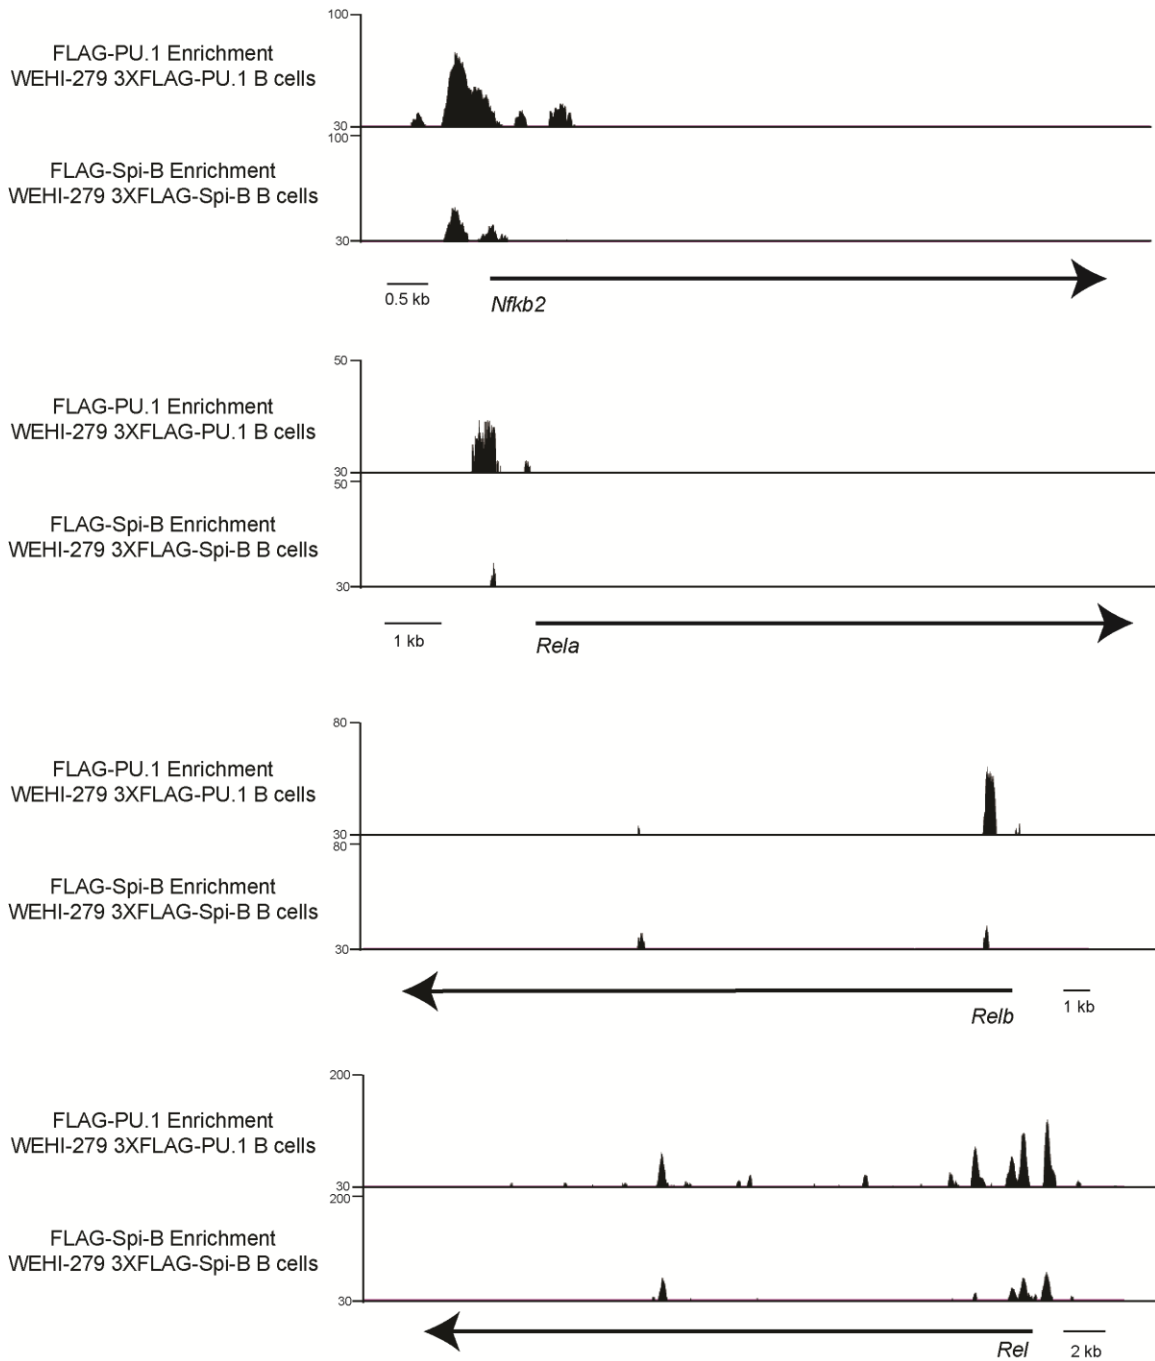 100
FLAG-PU.1 Enrichment
WEHI-279 3XFLAG-PU.1 B cells
30
100
FLAG-Spi-B Enrichment
WEHI-279 3XFLAG-Spi-B B cells
30
0.5 kb
Nfkb2
50
FLAG-PU.1 Enrichment
WEHI-279 3XFLAG-PU.1 B cells
30
50
FLAG-Spi-B Enrichment
WEHI-279 3XFLAG-Spi-B B cells
30
1 kb
Rela
80
FLAG-PU.1 Enrichment
WEHI-279 3XFLAG-PU.1 B cells
30
80
FLAG-Spi-B Enrichment
WEHI-279 3XFLAG-Spi-B B cells
30
Relb
1 kb
200
FLAG-PU.1 Enrichment
WEHI-279 3XFLAG-PU.1 B cells
30
200
FLAG-Spi-B Enrichment
WEHI-279 3XFLAG-Spi-B B cells
30
Rel
2 kb